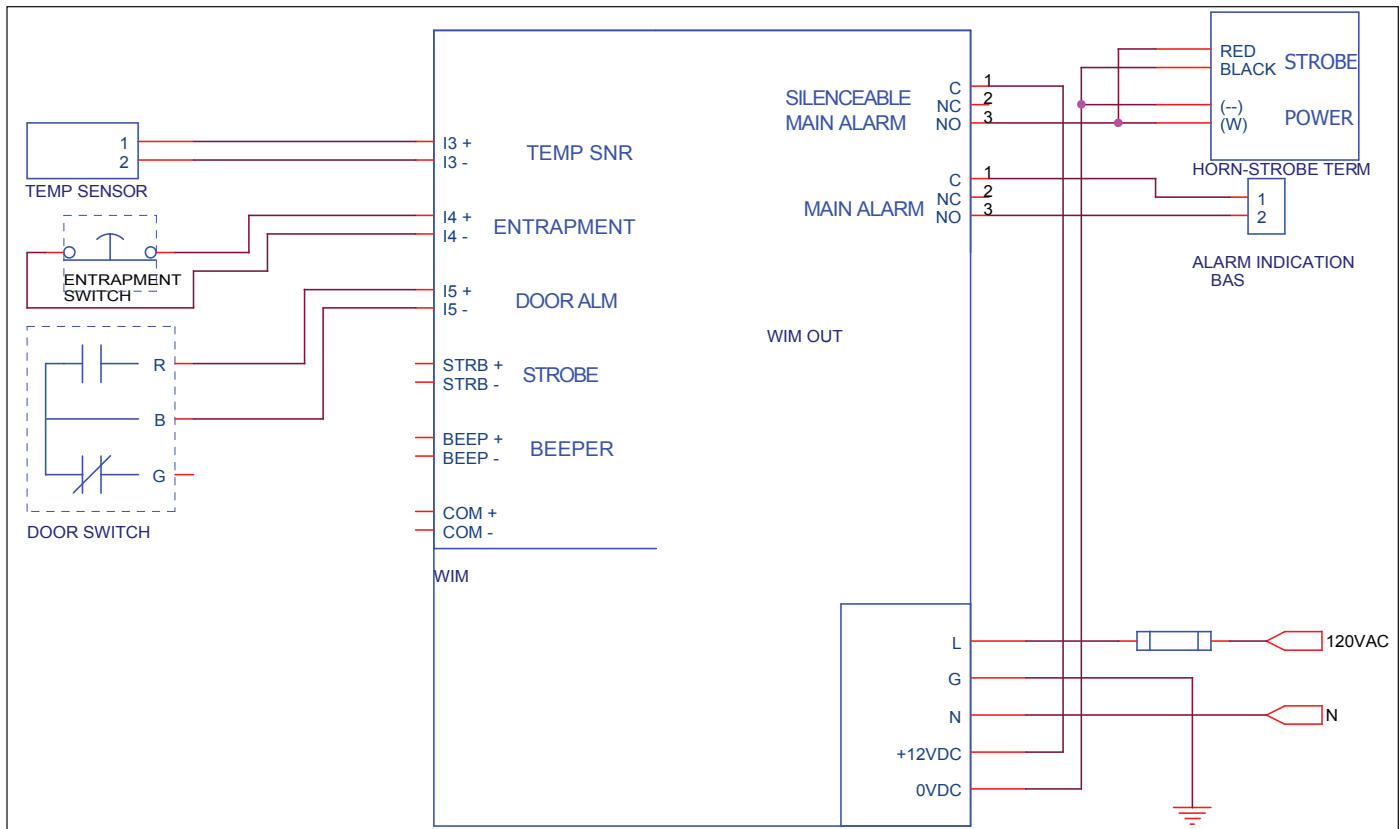 TEMP SENSOR
1
2
ENTRAPMENT
SWITCH
R
B
G
DOOR SWITCH
I3 +
I3 -
TEMP SNR
I4 +
I4 -
ENTRAPMENT
I5 +
I5 -
DOOR ALM
STRB +
STRB -
STROBE
BEEP +
BEEP -
BEEPER
COM +
COM -
WIM
WIM OUT
SILENCEABLE
MAIN ALARM
C 1
NC 2
NO 3
MAIN ALARM
C 1
NC 2
NO 3
RED
BLACK
STROBE
(--)
(W)
POWER
HORN-STROBE TERM
1
2
ALARM INDICATION
BAS
L
G
N
+12VDC
0VDC
120VAC
N